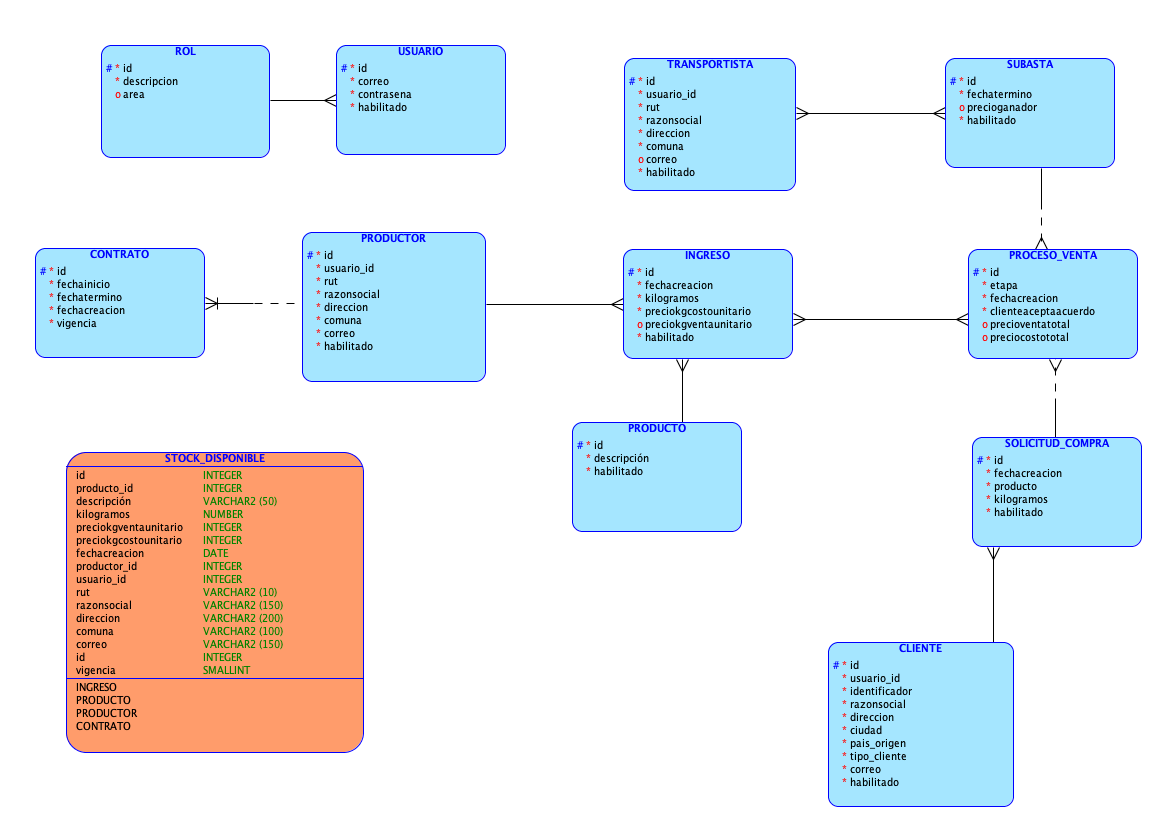 ROL
# * id
* descripcion
o area
USUARIO
# * id
* correo
* contrasena
* habilitado
TRANSPORTISTA
# * id
* usuario_id
* rut
* razonsocial
* direccion
* comuna
o correo
* habilitado
SUBASTA
# * id
* fechatermino
o precioganador
* habilitado
CONTRATO
# * id
* fechainicio
* fechatermino
* fechacreacion
* vigencia
PRODUCTOR
# * id
* usuario_id
* rut
* razonsocial
* direccion
* comuna
* correo
* habilitado
INGRESO
# * id
* fechacreacion
* kilogramos
* preciokgcostounitario
o preciokgventaunitario
* habilitado
PROCESO_VENTA
# * id
* etapa
* fechacreacion
* clienteaceptaacuerdo
o precioventatotal
o preciocostototal
PRODUCTO
# * id
* descripción
* habilitado
SOLICITUD_COMPRA
# * id
* fechacreacion
* producto
* kilogramos
* habilitado
STOCK_DISPONIBLE
id INTEGER
producto_id INTEGER
descripción VARCHAR2 (50)
kilogramos NUMBER
preciokgventaunitario INTEGER
preciokgcostounitario INTEGER
fechacreacion DATE
productor_id INTEGER
usuario_id INTEGER
rut VARCHAR2 (10)
razonsocial VARCHAR2 (150)
direccion VARCHAR2 (200)
comuna VARCHAR2 (100)
correo VARCHAR2 (150)
id INTEGER
vigencia SMALLINT
INGRESO
PRODUCTO
PRODUCTOR
CONTRATO
CLIENTE
# * id
* usuario_id
* identificador
* razonsocial
* direccion
* ciudad
* pais_origen
* tipo_cliente
* correo
* habilitado